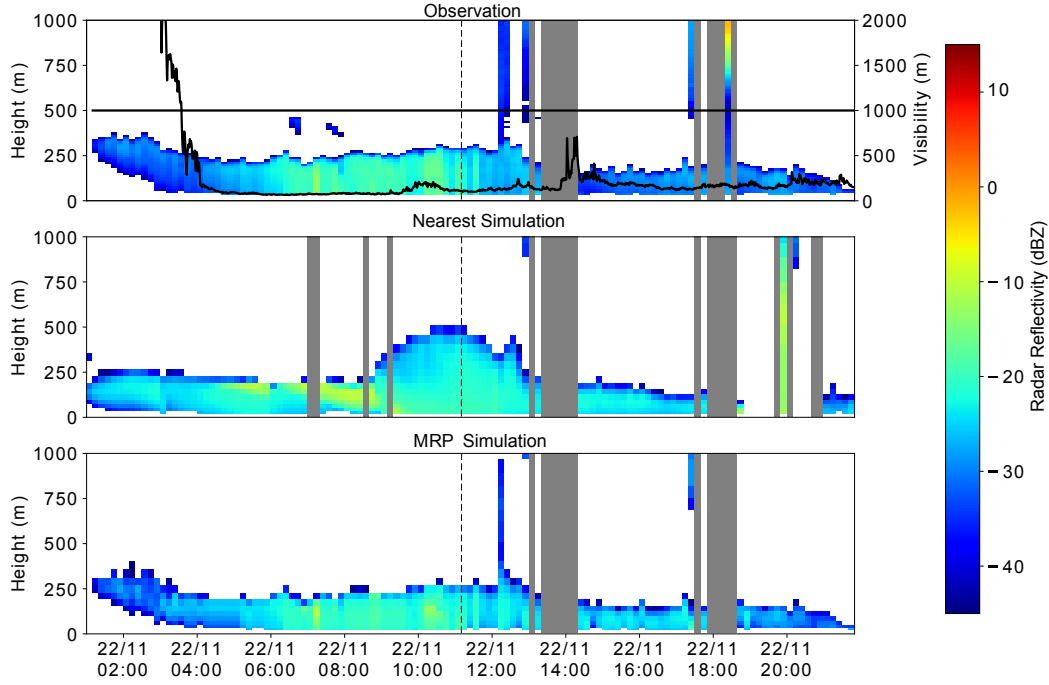 Observation
1000
750
500
250
0
Height (m)
2000
1500
1000
500
0
Visibility (m)
Nearest Simulation
1000
750
500
250
0
Height (m)
MRP Simulation
1000
750
500
250
0
Height (m)
22/11 22/11 22/11 22/11 22/11 22/11 22/11 22/11 22/11 22/11
02:00 04:00 06:00 08:00 10:00 12:00 14:00 16:00 18:00 20:00
10
0
−10
−20
−30
−40
Radar Reflectivity (dBZ)